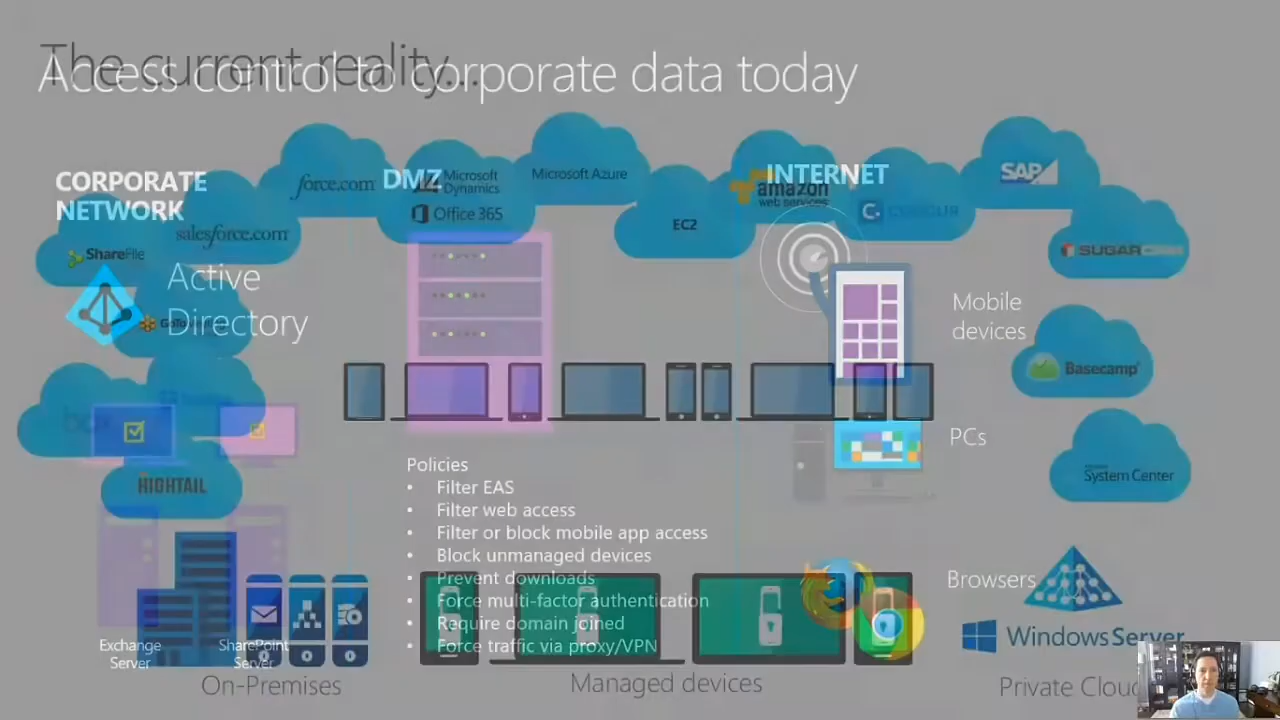 The current reality...
Access control to corporate data today
CORPORATE
NETWORK
DMZ
INTERNET
force.com
Microsoft
Dynamics
Office 365
Microsoft Azure
EC2
amazon
web services
CONCUR
SAP
SUGARCRM
salesforce.com
ShareFile
Active
Directory
Mobile
devices
Basecamp
PCs
System Center
box
HIGHTAIL
Policies
• Filter EAS
• Filter web access
• Filter or block mobile app access
• Block unmanaged devices
• Prevent downloads
• Force multi-factor authentication
• Require domain joined
• Force traffic via proxy/VPN
Browsers
Windows Server
Exchange
Server
SharePoint
Server
On-Premises
Managed devices
Private Cloud